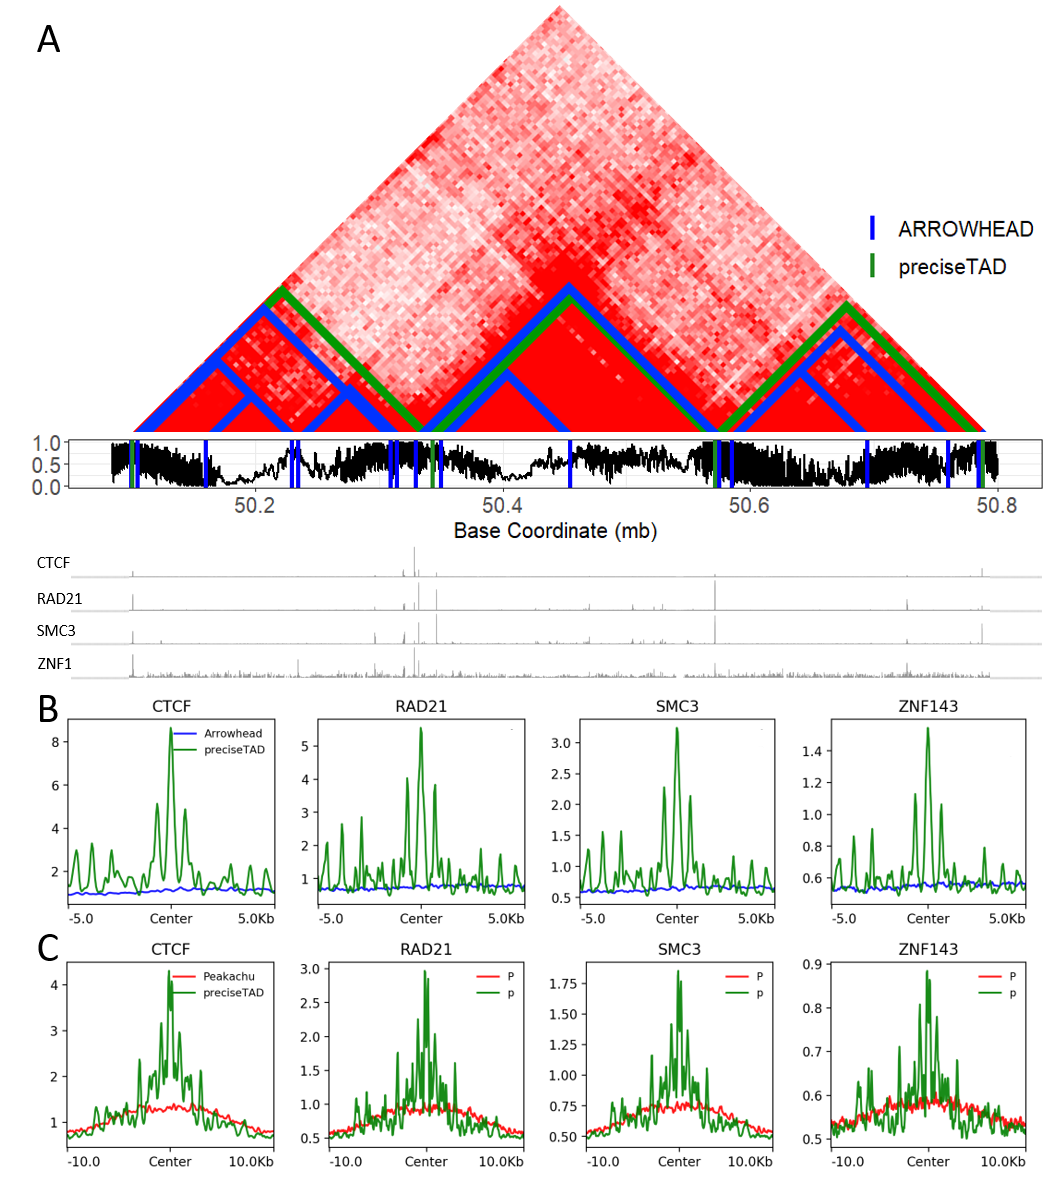 A
ARROWHEAD
preciseTAD
1.0
0.5
0.0
50.2 50.4 50.6 50.8
Base Coordinate (mb)
CTCF
RAD21
SMC3
ZNF1
B
CTCF RAD21 SMC3 ZNF143
Arrowhead
preciseTAD
8
6
4
2
5
4
3
2
1
3.0
2.5
2.0
1.5
1.0
0.5
1.4
1.2
1.0
0.8
0.6
-5.0 Center 5.0Kb -5.0 Center 5.0Kb -5.0 Center 5.0Kb -5.0 Center 5.0Kb
C
CTCF RAD21 SMC3 ZNF143
Peakachu
preciseTAD
4
3
2
1
P
p
3.0
2.5
2.0
1.5
1.0
0.5
P
p
1.75
1.50
1.25
1.00
0.75
0.50
P
p
0.9
0.8
0.7
0.6
0.5
-10.0 Center 10.0Kb -10.0 Center 10.0Kb -10.0 Center 10.0Kb -10.0 Center 10.0Kb